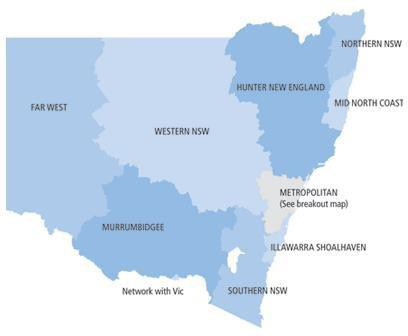 NORTHERN NSW
HUNTER NEW ENGLAND
FAR WEST
MID NORTH COAST
WESTERN NSW
METROPOLITAN
(See breakout map)
MURRUMBIDGEE
ILLAWARRA SHOALHAVEN
Network with Vic
SOUTHERN NSW